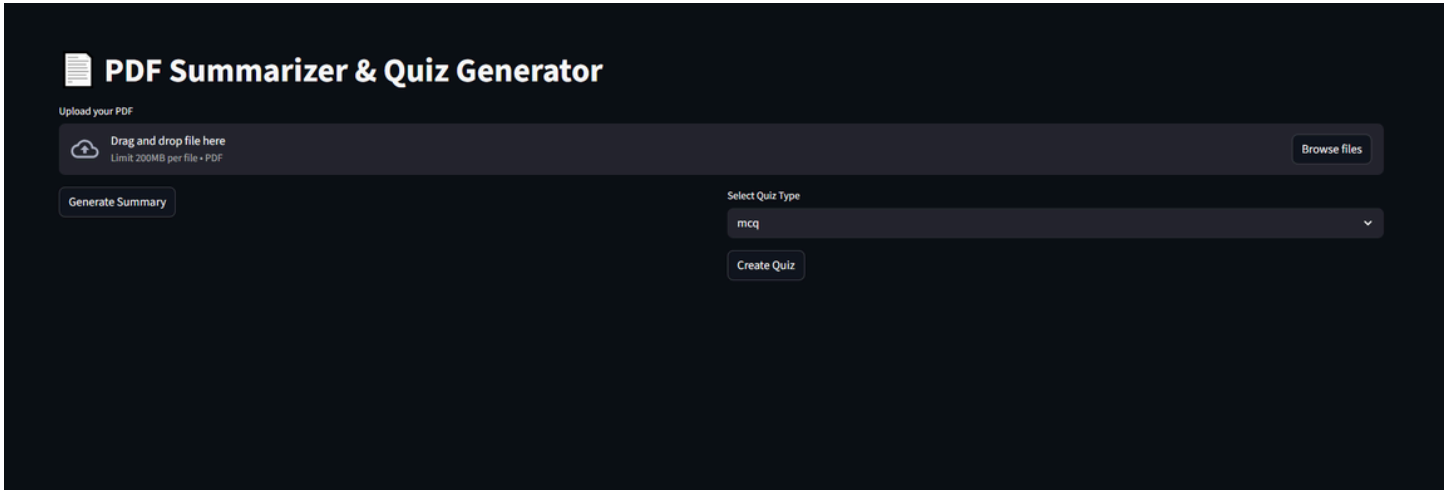 PDF Summarizer & Quiz Generator
Upload your PDF
Drag and drop file here
Limit 200MB per file • PDF
Browse files
Generate Summary
Select Quiz Type
mcq
Create Quiz